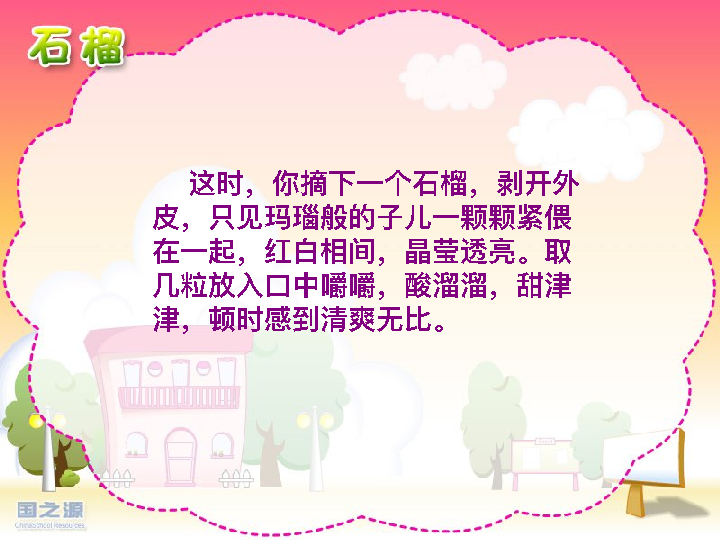 石榴
这时，你摘下一个石榴，剥开外
皮，只见玛瑙般的子儿一颗颗紧偎
在一起，红白相间，晶莹透亮。取
几粒放入口中嚼嚼，酸溜溜，甜津
津，顿时感到清爽无比。
国之源